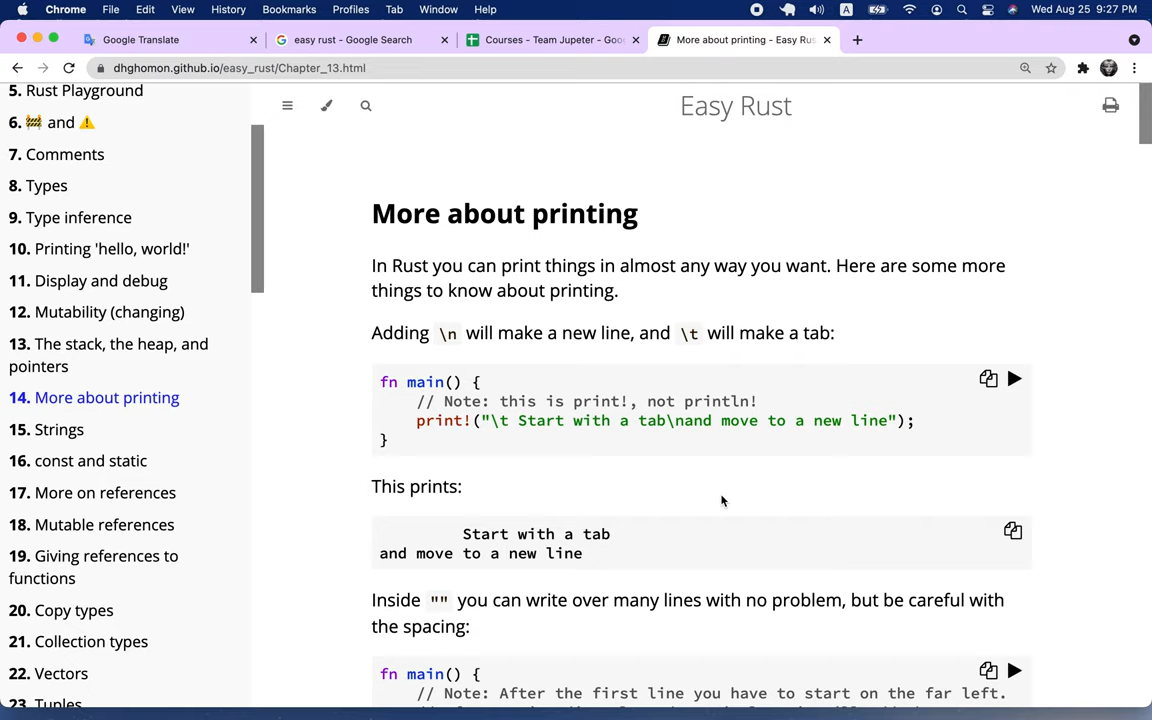 Chrome File Edit View History Bookmarks Profiles Tab Window Help A Wed Aug 25 9:27 PM
Google Translate easy rust - Google Search Courses - Team Jupeter - Goo More about printing - Easy Rus
dhghomon.github.io/easy_rust/Chapter_13.html
5. Rust Playground
6. 🚧 and ⚠️
7. Comments
8. Types
9. Type inference
10. Printing 'hello, world!'
11. Display and debug
12. Mutability (changing)
13. The stack, the heap, and
pointers
14. More about printing
15. Strings
16. const and static
17. More on references
18. Mutable references
19. Giving references to
functions
20. Copy types
21. Collection types
22. Vectors
23. Tuples
Easy Rust
More about printing
In Rust you can print things in almost any way you want. Here are some more
things to know about printing.
Adding \n will make a new line, and \t will make a tab:
fn main() {
// Note: this is print!, not println!
print!("\t Start with a tab\nand move to a new line");
}
This prints:
Start with a tab
and move to a new line
Inside "" you can write over many lines with no problem, but be careful with
the spacing:
fn main() {
// Note: After the first line you have to start on the far left.